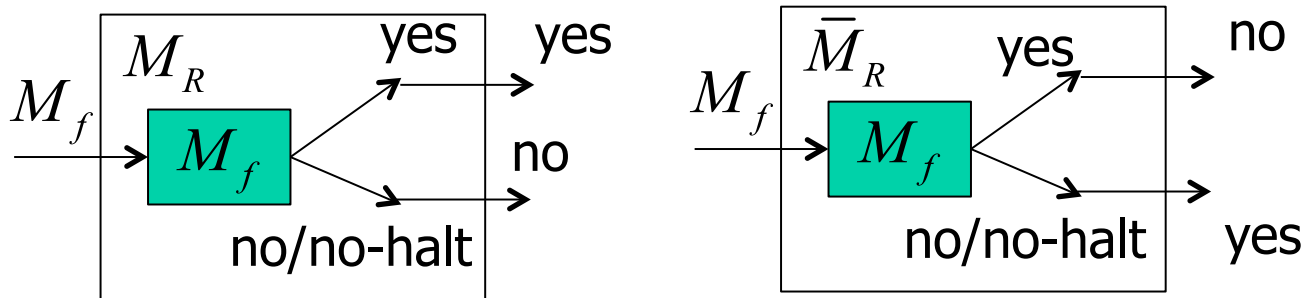 yes yes
M_R
M_f
M_f
no
no/no-halt
no
M̄_R
yes
M_f
M_f
no/no-halt
yes